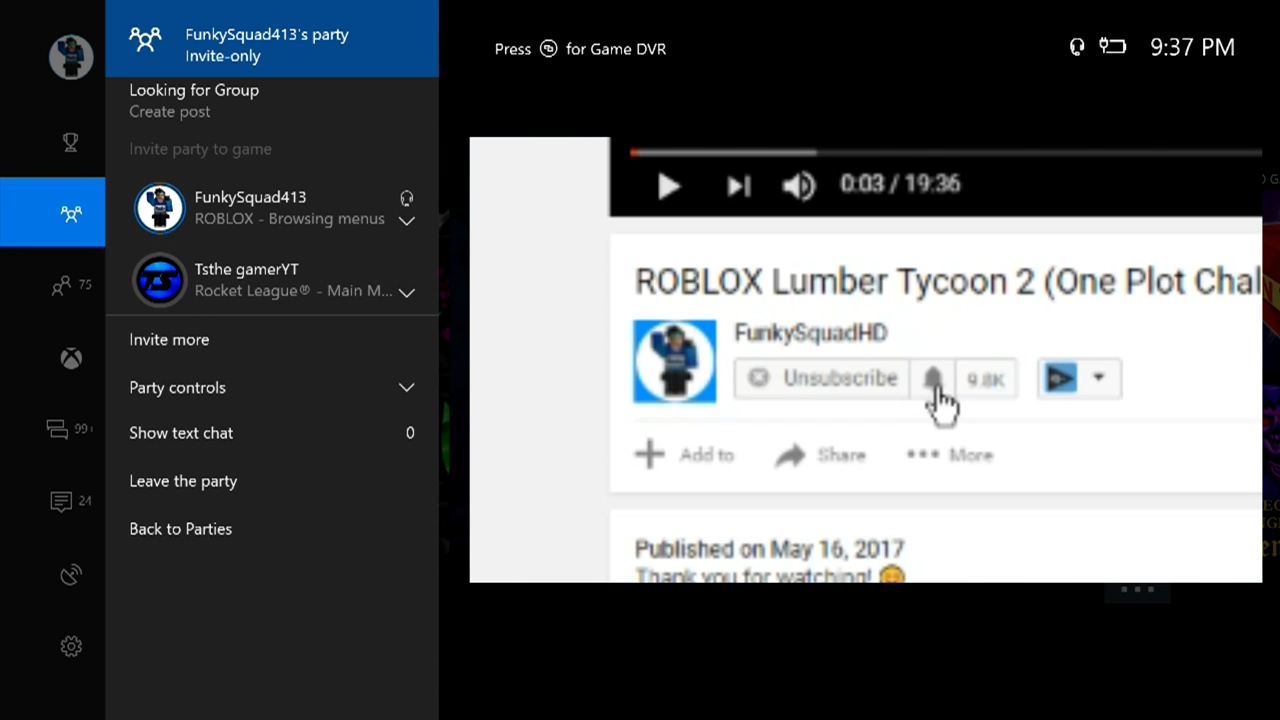 FunkySquad413's party
Invite-only
Looking for Group
Create post
Invite party to game
FunkySquad413
ROBLOX - Browsing menus
Tsthe gamerYT
Rocket League® - Main M...
Invite more
Party controls
Show text chat 0
Leave the party
Back to Parties
75
99+
24
Press for Game DVR
9:37 PM
0:03 / 19:36
ROBLOX Lumber Tycoon 2 (One Plot Chal
FunkySquadHD
Unsubscribe 9.8K
Add to Share More
Published on May 16, 2017
Thank you for watching!